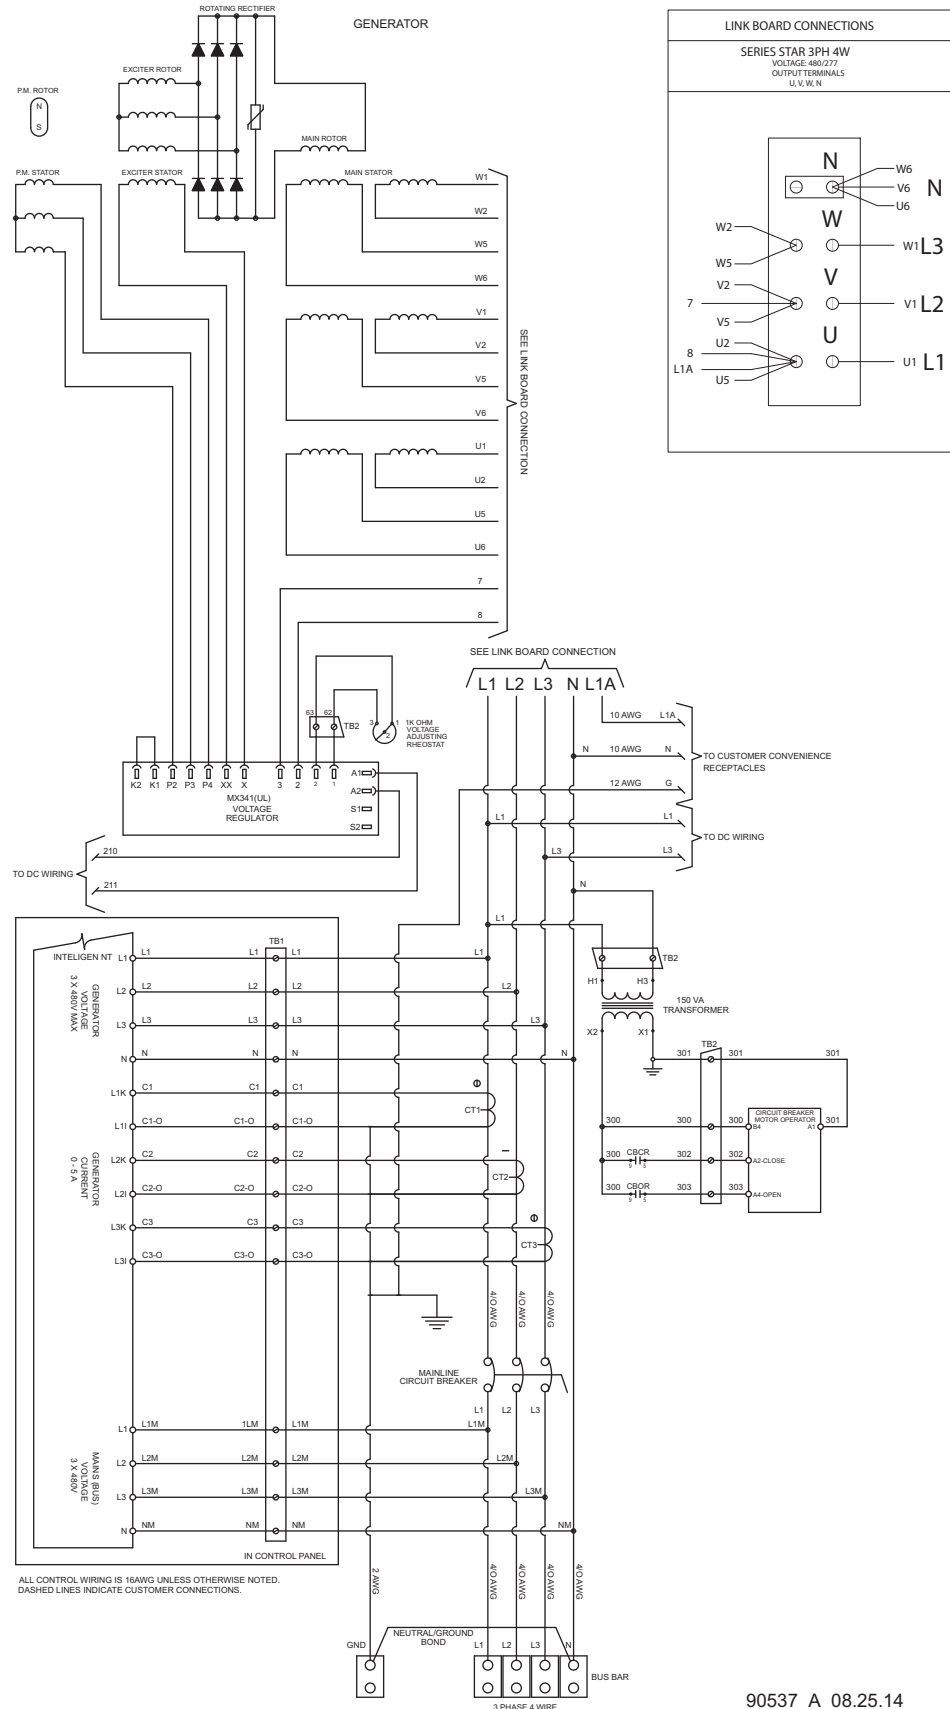 ROTATING RECTIFIER
GENERATOR
EXCITER ROTOR
P.M. ROTOR
N
S
MAIN ROTOR
P.M. STATOR
EXCITER STATOR
MAIN STATOR
W1
W2
W5
W6
V1
V2
V5
V6
U1
U2
U5
U6
7
8
SEE LINK BOARD CONNECTION
LINK BOARD CONNECTIONS
SERIES STAR 3PH 4W
VOLTAGE: 480/277
OUTPUT TERMINALS
U, V, W, N
N
W6
V6
N
U6
W
W2
W1 L3
W5
V
V2
7
V1 L2
V5
U
U2
8
U1 L1
L1A
U5
SEE LINK BOARD CONNECTION
L1 L2 L3 N L1A
63 62
TB2
3 1
2
1K OHM
VOLTAGE
ADJUSTING
RHEOSTAT
10 AWG L1A
N 10 AWG N
12 AWG G
TO CUSTOMER CONVENIENCE
RECEPTACLES
L1 L1
L3 L3
TO DC WIRING
K2 K1 P2 P3 P4 XX X 3 2 2 1
A1
A2
S1
S2
MX341(UL)
VOLTAGE
REGULATOR
210
TO DC WIRING
211
N
L1
TB2
H1 H3
150 VA
TRANSFORMER
X2 X1
TB2
301 301 301
CIRCUIT BREAKER
MOTOR OPERATOR
300 300 300 B4 A1 301
300 CBCR 302 302 A2-CLOSE
9 5
300 CBOR 303 303 A4-OPEN
9 5
INTELIGEN NT
TB1
L1 L1 L1 L1 L1
L2 L2 L2 L2 L2
L3 L3 L3 L3 L3
N N N N N
GENERATOR
VOLTAGE
3 X 480V MAX
L1K C1 C1 C1
CT1
L1I C1-O C1-O C1-O
L2K C2 C2 C2
CT2
L2I C2-O C2-O C2-O
L3K C3 C3 C3
CT3
L3I C3-O C3-O C3-O
GENERATOR
CURRENT
0 - 5 A
4/O AWG 4/O AWG 4/O AWG
MAINLINE
CIRCUIT BREAKER
L1 L2 L3
L1 L1M 1LM L1M L1M
L2 L2M L2M L2M L2M
L3 L3M L3M L3M L3M
N NM NM NM NM
MAINS (BUS)
VOLTAGE
3 X 480V
IN CONTROL PANEL
ALL CONTROL WIRING IS 16AWG UNLESS OTHERWISE NOTED.
DASHED LINES INDICATE CUSTOMER CONNECTIONS.
2 AWG 4/O AWG 4/O AWG 4/O AWG 4/O AWG
NEUTRAL/GROUND
BOND
GND L1 L2 L3 N
BUS BAR
3 PHASE 4 WIRE
90537 A 08.25.14